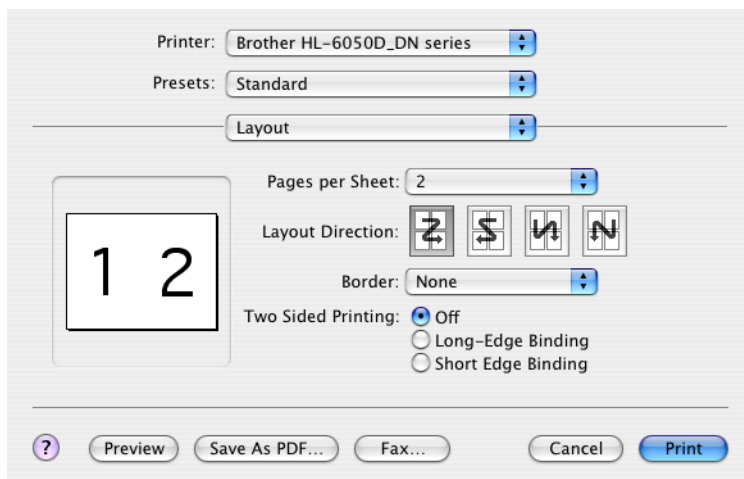 Printer: Brother HL-6050D_DN series
Presets: Standard
Layout
Pages per Sheet: 2
Layout Direction:
1 2
Border: None
Two Sided Printing: Off
Long-Edge Binding
Short Edge Binding
? Preview Save As PDF... Fax... Cancel Print